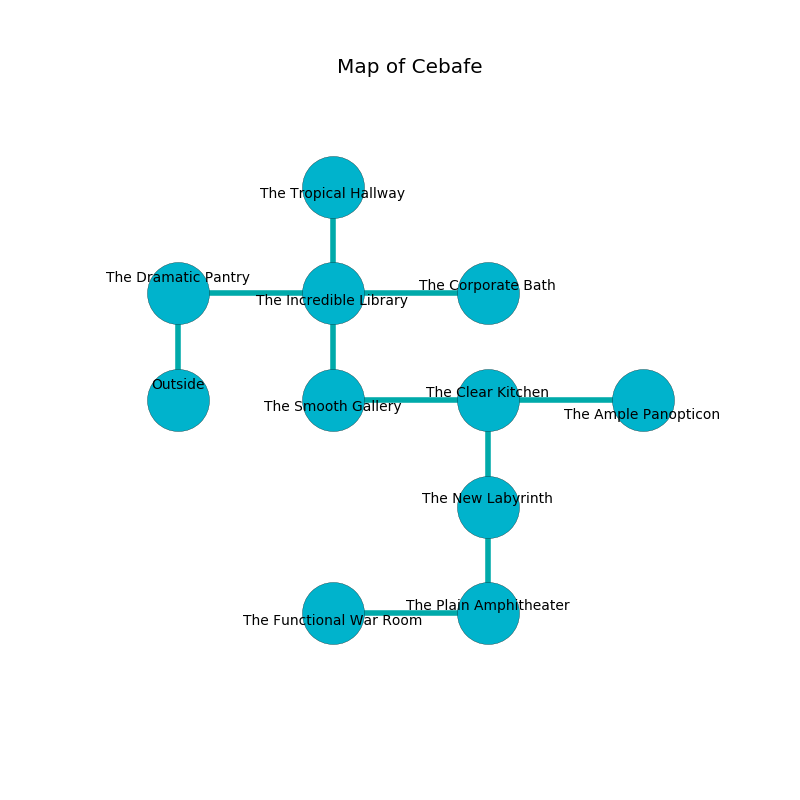 Map of Cebafe
The Tropical Hallway
The Dramatic Pantry
The Corporate Bath
The Incredible Library
Outside
The Clear Kitchen
The Smooth Gallery
The Ample Panopticon
The New Labyrinth
The Plain Amphitheater
The Functional War Room